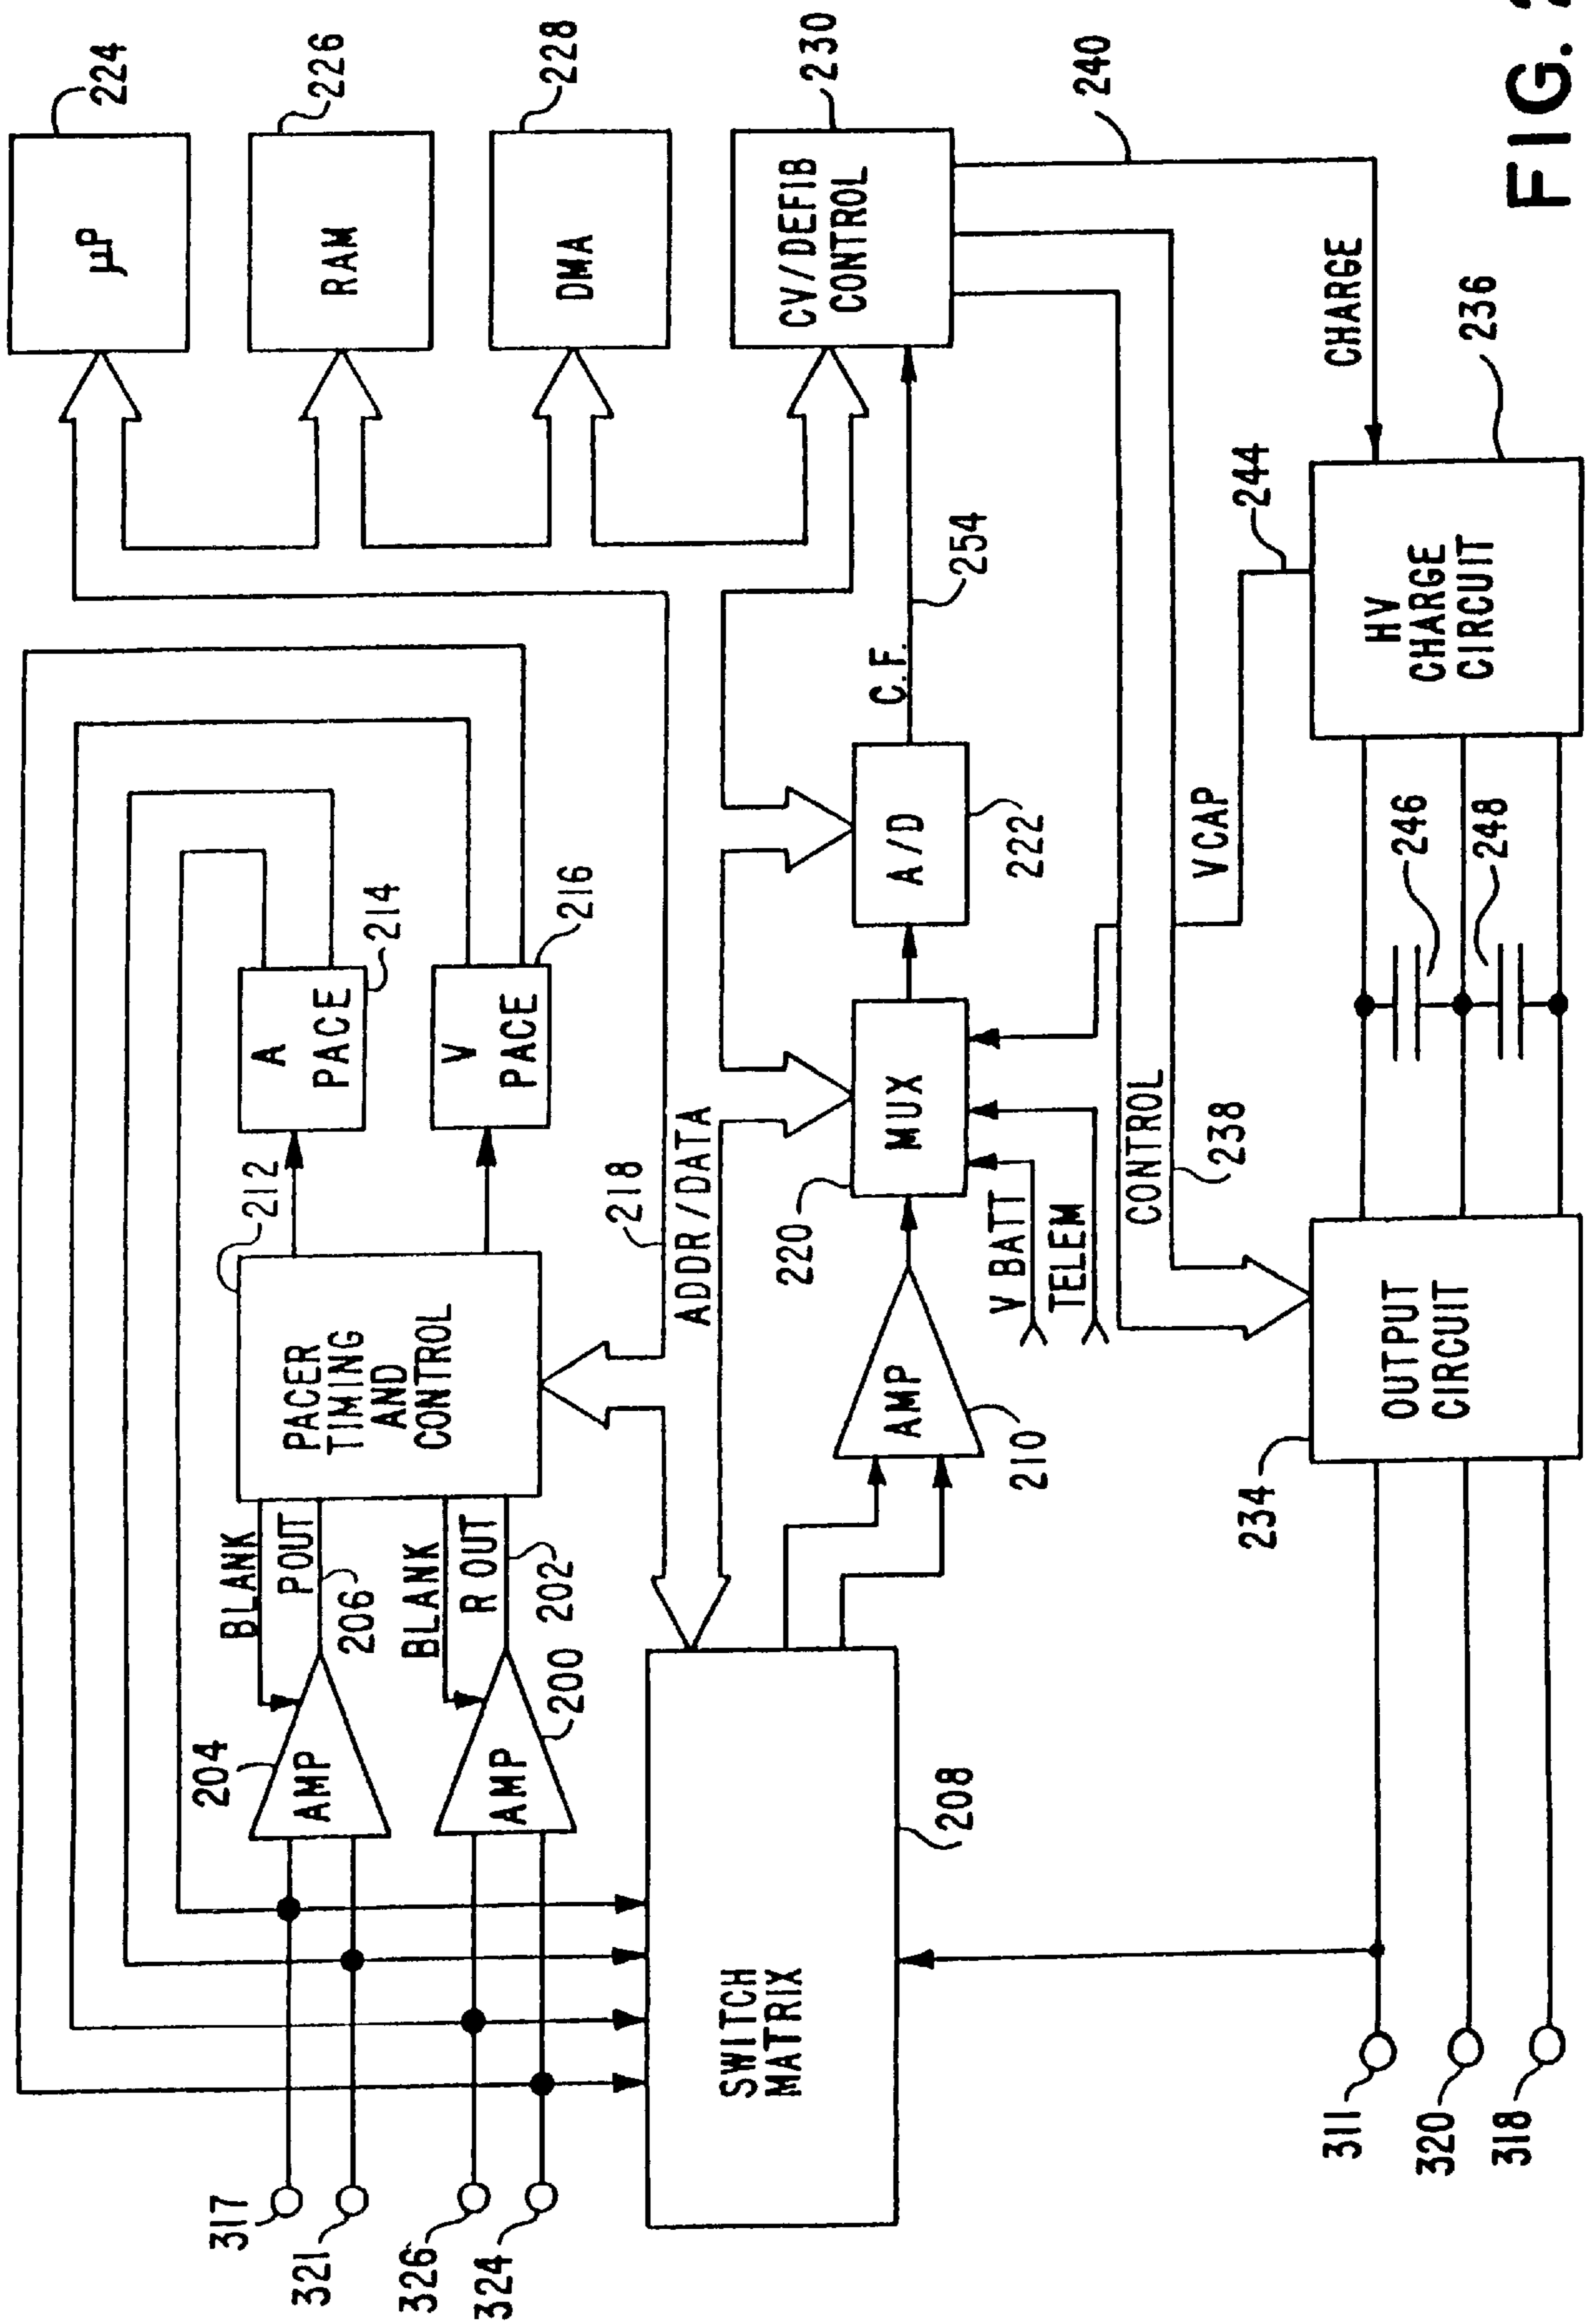 317
321
326
324
204
AMP
AMP
200
BLANK
POUT
206
BLANK
R OUT
202
PACER
TIMING
AND
CONTROL
212
A
PACE
214
V
PACE
216
218
ADDR/DATA
µP
224
RAM
226
DMA
228
CV/DEFIB
CONTROL
230
SWITCH
MATRIX
208
AMP
210
MUX
220
A/D
222
C.F.
254
V BATT
TELEM
CONTROL
238
VCAP
244
240
CHARGE
311
320
318
OUTPUT
CIRCUIT
234
246
248
HV
CHARGE
CIRCUIT
236
FIG.